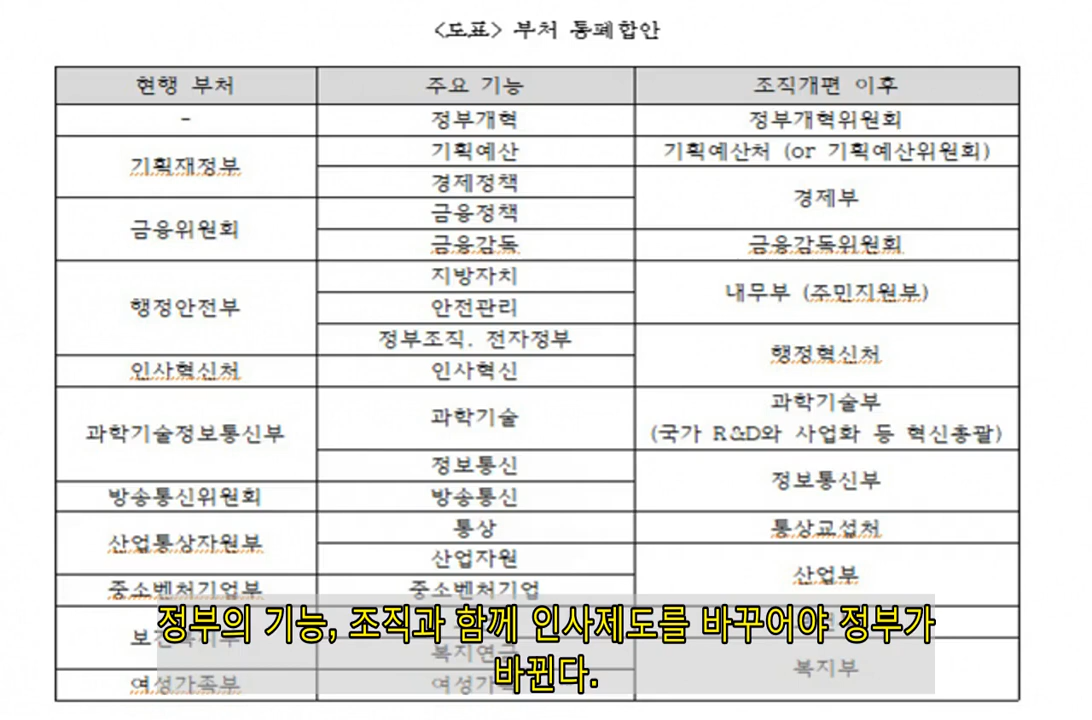 <도표> 부처 통폐합안
현행 부처 주요 기능 조직개편 이후
- 정부개혁 정부개혁위원회
기획재정부 기획예산 기획예산처 (or 기획예산위원회)
경제정책 경제부
금융위원회 금융정책
금융감독 금융감독위원회
행정안전부 지방자치 내무부 (주민지원부)
안전관리
정부조직. 전자정부 행정혁신처
인사혁신처 인사혁신
과학기술정보통신부 과학기술 과학기술부
(국가 R&D와 사업화 등 혁신총괄)
정보통신 정보통신부
방송통신위원회 방송통신
산업통상자원부 통상 통상교섭처
산업자원 산업부
중소벤처기업부 중소벤처기업
정부의 기능, 조직과 함께 인사제도를 바꾸어야 정부가
바뀐다.
복지연금 복지부
여성가족부